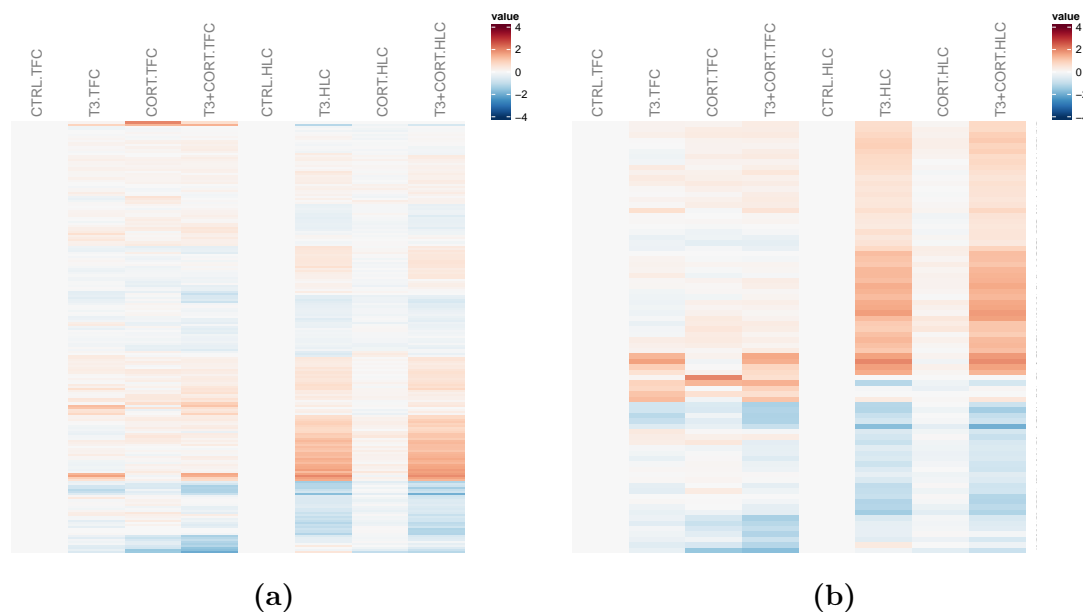 value
4
2
0
−2
−4
CTRL.TFC
T3.TFC
CORT.TFC
T3+CORT.TFC
CTRL.HLC
T3.HLC
CORT.HLC
T3+CORT.HLC
(a)
value
4
2
0
−2
−4
CTRL.TFC
T3.TFC
CORT.TFC
T3+CORT.TFC
CTRL.HLC
T3.HLC
CORT.HLC
T3+CORT.HLC
(b)